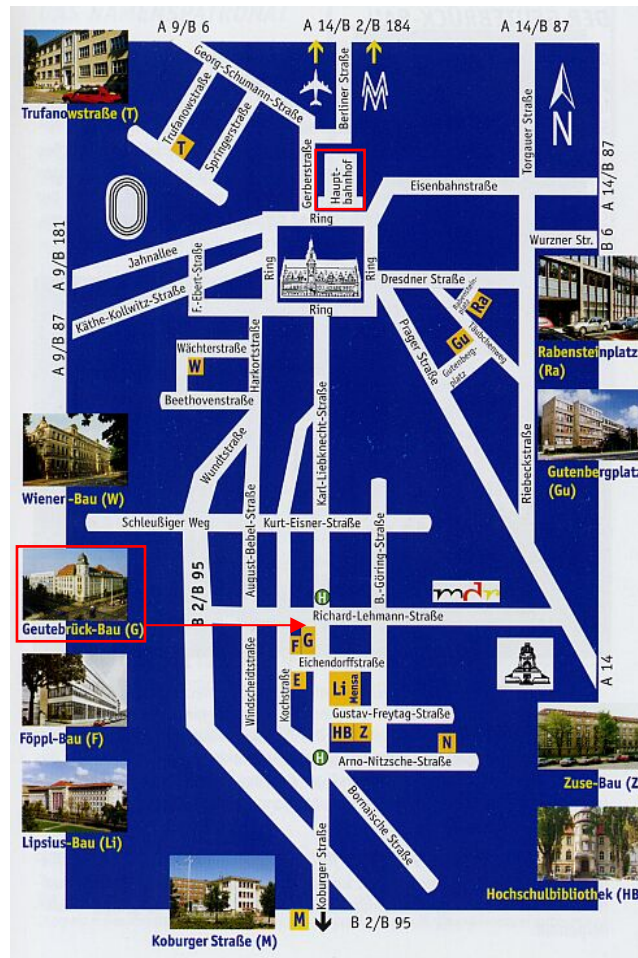 A 9/B 6
A 14/B 2/B 184
A 14/B 87
Georg-Schumann-Straße
Berliner Straße
Torgauer Straße
N
Trufanowstraße (T)
Trufanowstraße
T
Springerstraße
Gerberstraße
Haupt-
bahnhof
A 14/B 87
Eisenbahnstraße
Ring
B 6
Wurzner Str.
A 9/B 181
Jahnallee
Ring
Ring
Dresdner Straße
F.-Ebert-Straße
Käthe-Kollwitz-Straße
Ring
Rabenstein-
platz
Ra
A 9/B 87
Prager Straße
Gu
Täubchenweg
Gutenberg-
platz
Rabensteinplatz
(Ra)
Wächterstraße
W
Harkortstraße
Beethovenstraße
Karl-Liebknecht-Straße
Wundtstraße
Riebeckstraße
Gutenbergplatz
(Gu)
Wiener-Bau (W)
Schleußiger Weg
Kurt-Eisner-Straße
August-Bebel-Straße
B.-Göring-Straße
B 2/B 95
H
mdr
Richard-Lehmann-Straße
Geutebrück-Bau (G)
F
G
Eichendorffstraße
E
Li
Mensa
A 14
Windscheidtstraße
Kochstraße
Gustav-Freytag-Straße
HB
Z
N
Föppl-Bau (F)
H
Arno-Nitzsche-Straße
Zuse-Bau (Z
Bornaische Straße
Lipsius-Bau (Li)
Koburger Straße
Hochschulbibliothek (HB
M
B 2/B 95
Koburger Straße (M)